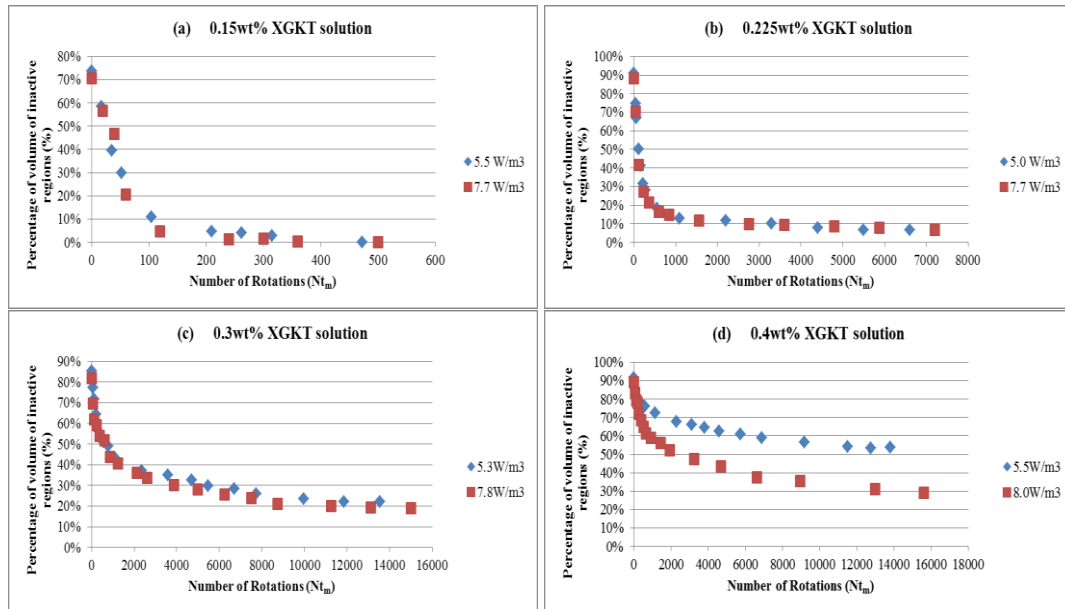 (a) 0.15wt% XGKT solution
Percentage of volume of inactive
regions (%)
80%
70%
60%
50%
40%
30%
20%
10%
0%
0 100 200 300 400 500 600
Number of Rotations (Ntm)
5.5 W/m3
7.7 W/m3
(b) 0.225wt% XGKT solution
Percentage of volume of inactive
regions (%)
100%
90%
80%
70%
60%
50%
40%
30%
20%
10%
0%
0 1000 2000 3000 4000 5000 6000 7000 8000
Number of Rotations (Ntm)
5.0 W/m3
7.7 W/m3
(c) 0.3wt% XGKT solution
Percentage of volume of inactive
regions (%)
90%
80%
70%
60%
50%
40%
30%
20%
10%
0%
0 2000 4000 6000 8000 10000 12000 14000 16000
Number of Rotations (Ntm)
5.3W/m3
7.8W/m3
(d) 0.4wt% XGKT solution
Percentage of volume of inactive
regions (%)
100%
90%
80%
70%
60%
50%
40%
30%
20%
10%
0%
0 2000 4000 6000 8000 10000 12000 14000 16000 18000
Number of Rotations (Ntm)
5.5W/m3
8.0W/m3